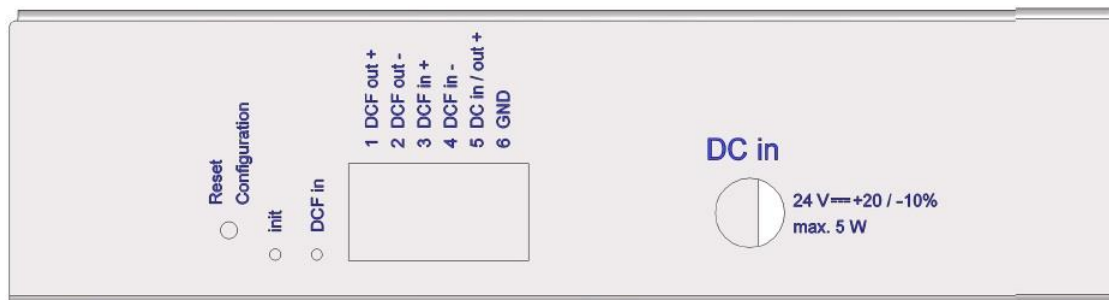 Reset
Configuration
init
DCF in
1 DCF out +
2 DCF out -
3 DCF in +
4 DCF in -
5 DC in / out +
6 GND
DC in
24 V⎓+20 / -10%
max. 5 W